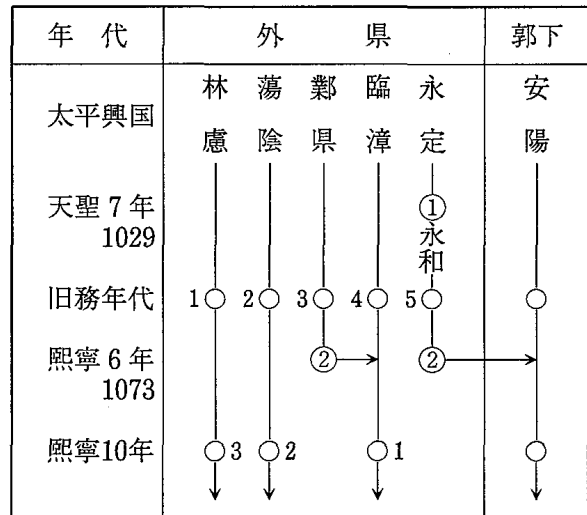 年代 外県 郭下
太平興国 林慮 蕩陰 鄴県 臨漳 永定 安陽
天聖7年 ①
1029 永和
旧務年代 1 2 3 4 5
熙寧6年 ② ②
1073
熙寧10年 3 2 1